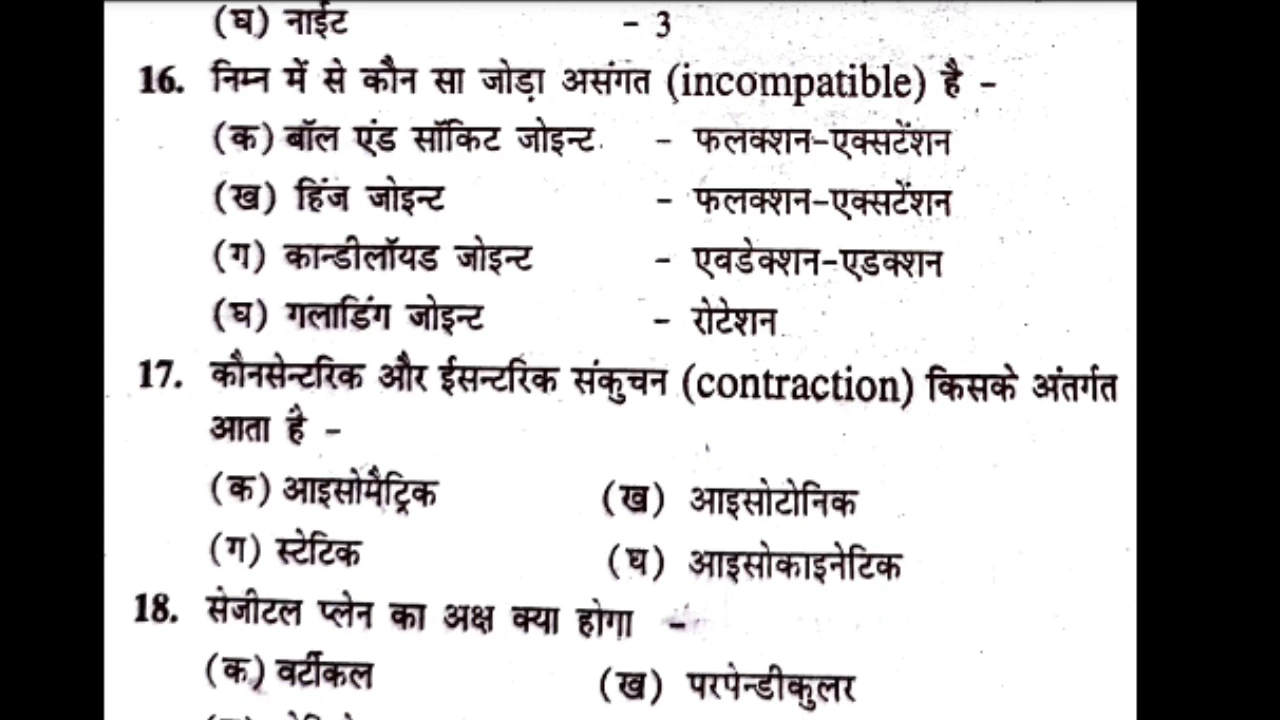 (घ) नाईट - 3
16. निम्न में से कौन सा जोड़ा असंगत (incompatible) है -
(क) बॉल एंड सॉकिट जोइन्ट - फलक्शन-एक्सटेंशन
(ख) हिंज जोइन्ट - फलक्शन-एक्सटेंशन
(ग) कान्डीलॉयड जोइन्ट - एवडेक्शन-एडक्शन
(घ) गलाडिंग जोइन्ट - रोटेशन
17. कौनसेन्टरिक और ईसन्टरिक संकुचन (contraction) किसके अंतर्गत
आता है -
(क) आइसोमैट्रिक (ख) आइसोटोनिक
(ग) स्टेटिक (घ) आइसोकाइनेटिक
18. सेजीटल प्लेन का अक्ष क्या होगा -
(क) वर्टीकल (ख) परपेन्डीकुलर